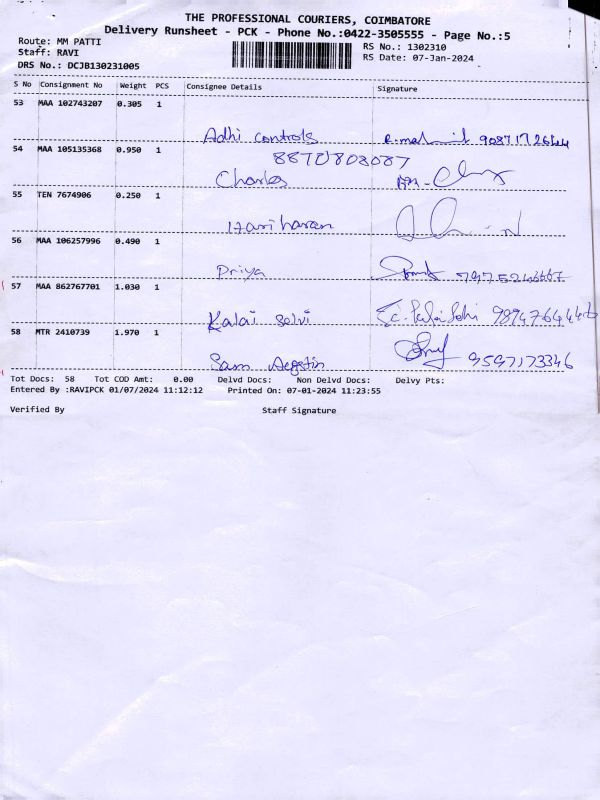 THE PROFESSIONAL COURIERS, COIMBATORE
Delivery Runsheet - PCK - Phone No.:0422-3505555 - Page No.:5
Route: MM PATTI
Staff: RAVI
DRS No.: DCJB130231005
RS No.: 1302310
RS Date: 07-Jan-2024
S No Consignment No Weight PCS Consignee Details Signature
53 MAA 102743207 0.305 1
Adhi controls
54 MAA 105135368 0.950 1
8870808087
Charles
55 TEN 7674906 0.250 1
Hariharan
56 MAA 106257996 0.490 1
Priya
57 MAA 862767701 1.030 1
Kalai Selvi
58 MTR 2410739 1.970 1
Sam Aegstin 9597173346
Tot Docs: 58 Tot COD Amt: 0.00 Delvd Docs: Non Delvd Docs: Delvy Pts:
Entered By :RAVIPCK 01/07/2024 11:12:12 Printed On: 07-01-2024 11:23:55
Verified By Staff Signature